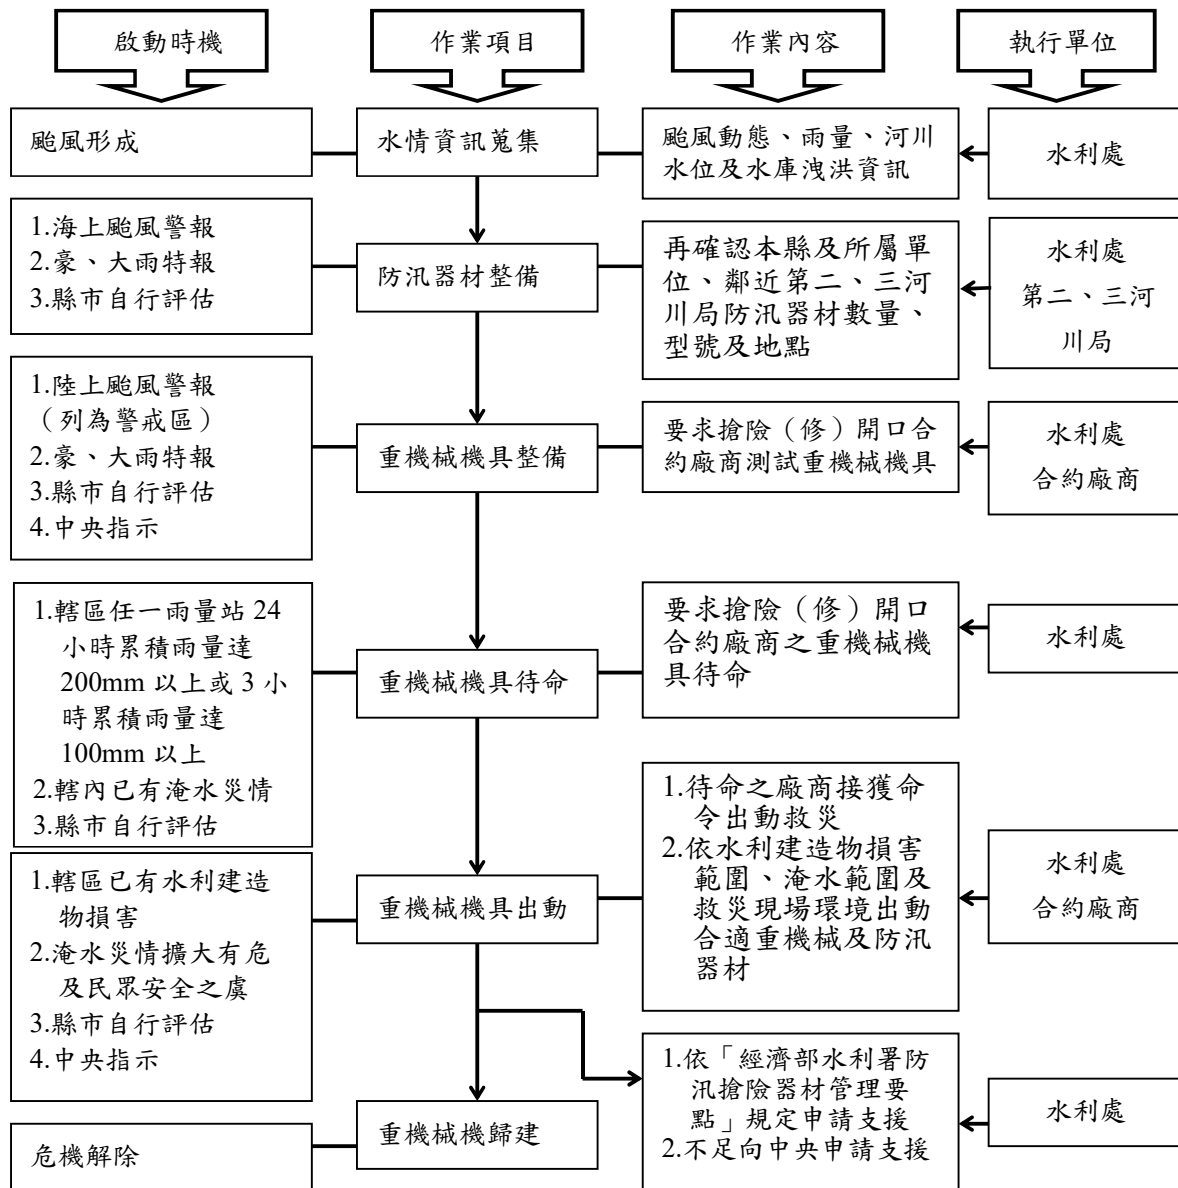 啟動時機
作業項目
作業內容
執行單位
颱風形成
水情資訊蒐集
颱風動態、雨量、河川
水位及水庫洩洪資訊
水利處
1.海上颱風警報
2.豪、大雨特報
3.縣市自行評估
防汛器材整備
再確認本縣及所屬單
位、鄰近第二、三河
川局防汛器材數量、
型號及地點
水利處
第二、三河
川局
1.陸上颱風警報
（列為警戒區）
2.豪、大雨特報
3.縣市自行評估
4.中央指示
重機械機具整備
要求搶險（修）開口合
約廠商測試重機械機具
水利處
合約廠商
1.轄區任一雨量站 24
小時累積雨量達
200mm 以上或 3 小
時累積雨量達
100mm 以上
2.轄內已有淹水災情
3.縣市自行評估
重機械機具待命
要求搶險（修）開口
合約廠商之重機械機
具待命
水利處
1.轄區已有水利建造
物損害
2.淹水災情擴大有危
及民眾安全之虞
3.縣市自行評估
4.中央指示
重機械機具出動
1.待命之廠商接獲命
令出動救災
2.依水利建造物損害
範圍、淹水範圍及
救災現場環境出動
合適重機械及防汛
器材
水利處
合約廠商
1.依「經濟部水利署防
汛搶險器材管理要
點」規定申請支援
2.不足向中央申請支援
水利處
危機解除
重機械機歸建